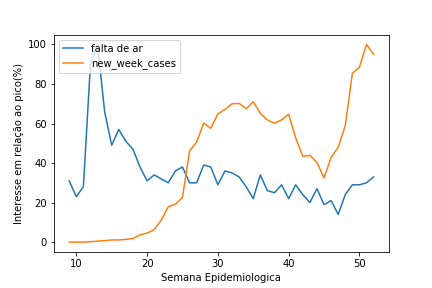 falta de ar
new_week_cases
Interesse em relação ao pico(%)
100
80
60
40
20
0
10
20
30
40
50
Semana Epidemiologica